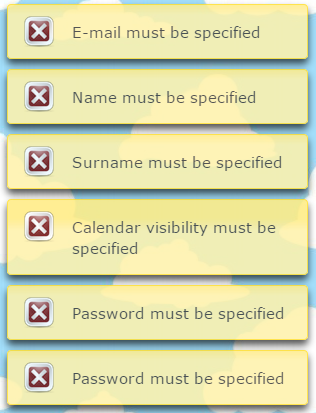 E-mail must be specified
Name must be specified
Surname must be specified
Calendar visibility must be
specified
Password must be specified
Password must be specified